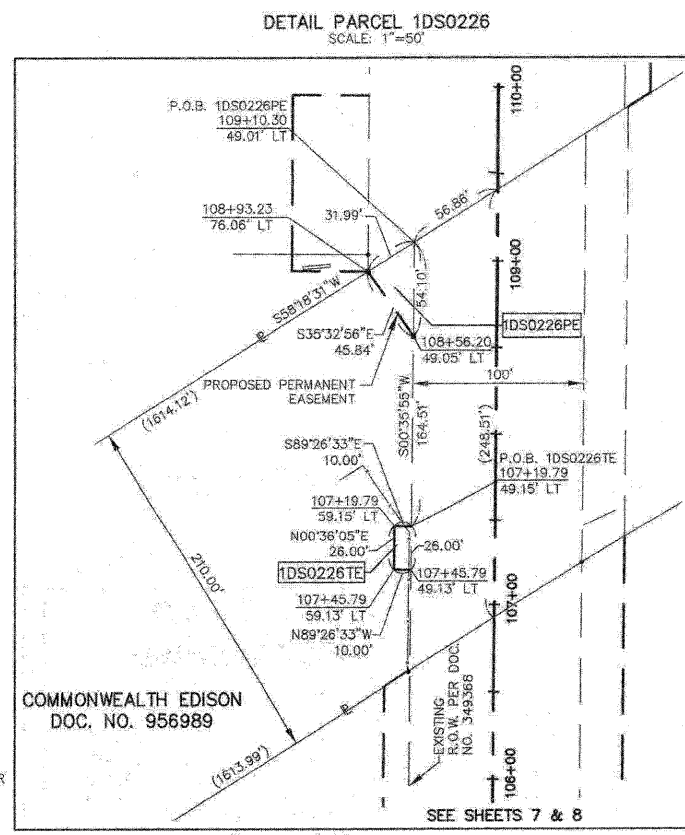 DETAIL PARCEL 1DS0226
SCALE: 1"=50'
P.O.B. 1DS0226PE
109+10.30
49.01' LT
110+00
108+93.23
76.06' LT
31.99'
56.86'
109+00
S58°18'31"W
54.10'
1DS0226PE
S35°32'56"E
45.84'
108+56.20
49.05' LT
100'
PROPOSED PERMANENT
EASEMENT
(1614.12')
S00°35'55"W
164.51'
(248.51')
S89°26'33"E
10.00'
P.O.B. 1DS0226TE
107+19.79
49.15' LT
107+19.79
59.15' LT
N00°36'05"E
26.00'
26.00'
1DS0226TE
210.00'
107+45.79
49.13' LT
107+45.79
59.13' LT
107+00
N89°26'33"W
10.00'
COMMONWEALTH EDISON
DOC. NO. 956989
EXISTING
R.O.W. PER DOC.
NO. 349368
(1613.99')
106+00
R
SEE SHEETS 7 & 8